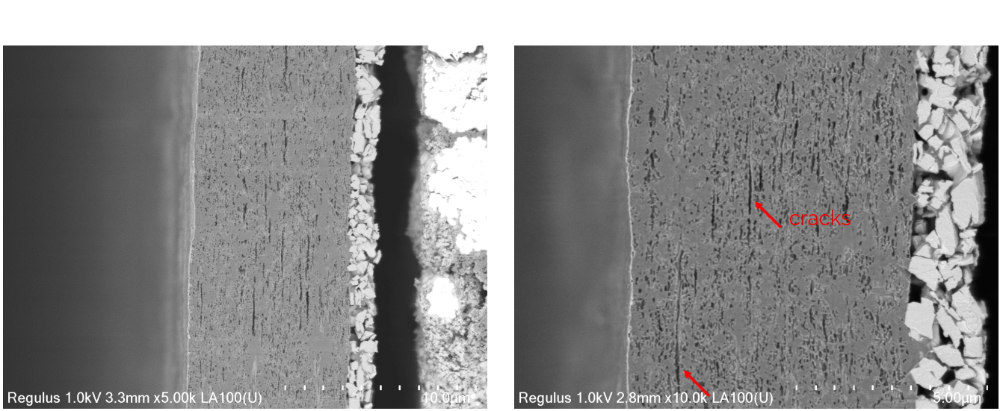 cracks
Regulus 1.0kV 3.3mm x5.00k LA100(U) 10.0µm
Regulus 1.0kV 2.8mm x10.0k LA100(U) 5.00µm